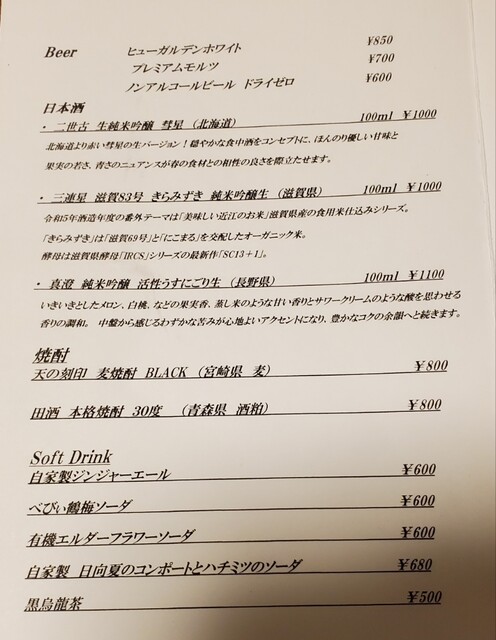 Beer ヒューガルデンホワイト ¥850
プレミアムモルツ ¥700
ノンアルコールビール ドライゼロ ¥600
日本酒
・ 二世古 生純米吟醸 彗星 (北海道) 100ml ¥1000
北海道より赤い彗星の生バージョン!穏やかな食中酒をコンセプトに、ほんのり優しい甘味と
果実の若さ、青さのニュアンスが春の食材との相性の良さを際立たせます。
・ 三連星 滋賀83号 きらみずき 純米吟醸生 (滋賀県) 100ml ¥1000
令和5年酒造年度の番外テーマは「美味しい近江のお米」滋賀県産の食用米仕込みシリーズ。
「きらみずき」は「滋賀69号」と「にこまる」を交配したオーガニック米。
酵母は滋賀県酵母「IRCS」シリーズの最新作「SC13+1」。
・ 真澄 純米吟醸 活性うすにごり生 (長野県) 100ml ¥1100
いきいきとしたメロン、白桃、などの果実香、蒸し米のような甘い香りとサワークリームのような酸を思わせる
香りの調和。 中盤から感じるわずかな苦みが心地よいアクセントになり、豊かなコクの余韻へと続きます。
焼酎
天の刻印 麦焼酎 BLACK (宮崎県 麦) ¥800
田酒 本格焼酎 30度 (青森県 酒粕) ¥800
Soft Drink
自家製ジンジャーエール ¥600
べびぃ鶴梅ソーダ ¥600
有機エルダーフラワーソーダ ¥600
自家製 日向夏のコンポートとハチミツのソーダ ¥680
黒烏龍茶 ¥500